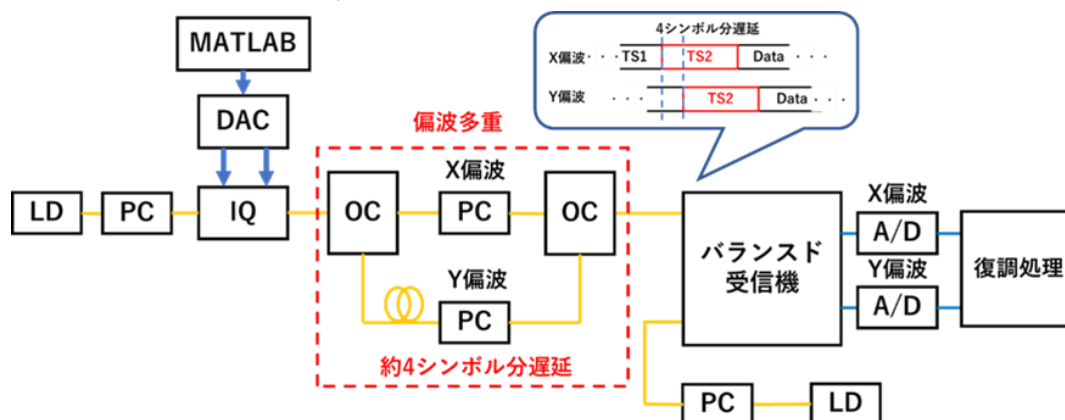 MATLAB
DAC
LD
PC
IQ
偏波多重
OC
X偏波
PC
OC
Y偏波
PC
約4シンボル分遅延
4シンボル分遅延
X偏波・・・TS1 TS2 Data ・・・
Y偏波 ・・・ TS2 Data ・・・
バランスド
受信機
X偏波
A/D
Y偏波
A/D
復調処理
PC
LD